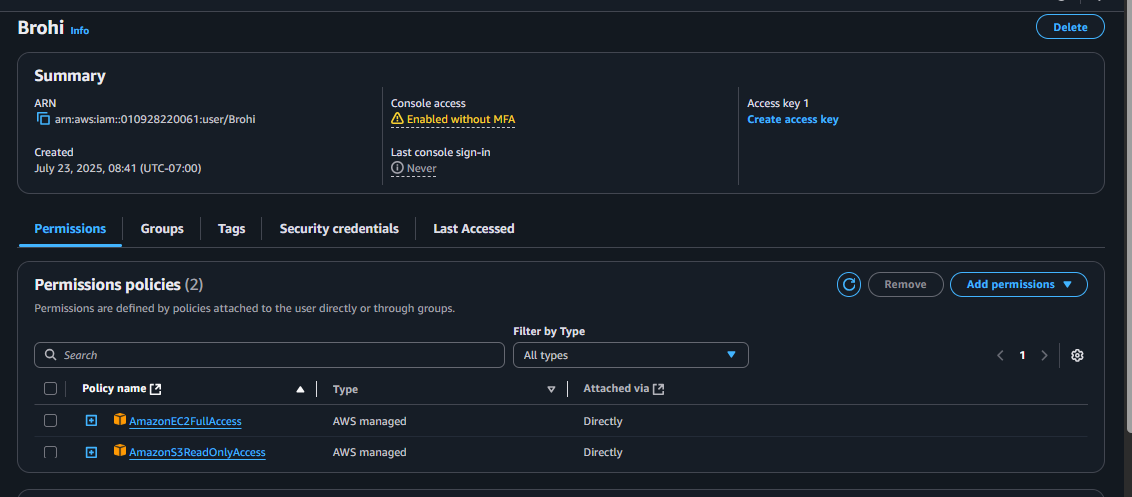 Brohi Info
Delete
Summary
ARN
arn:aws:iam::010928220061:user/Brohi
Created
July 23, 2025, 08:41 (UTC-07:00)
Console access
Enabled without MFA
Last console sign-in
Never
Access key 1
Create access key
Permissions
Groups
Tags
Security credentials
Last Accessed
Permissions policies (2)
Permissions are defined by policies attached to the user directly or through groups.
Remove
Add permissions
Filter by Type
Search
All types
1
Policy name
Type
Attached via
AmazonEC2FullAccess
AWS managed
Directly
AmazonS3ReadOnlyAccess
AWS managed
Directly